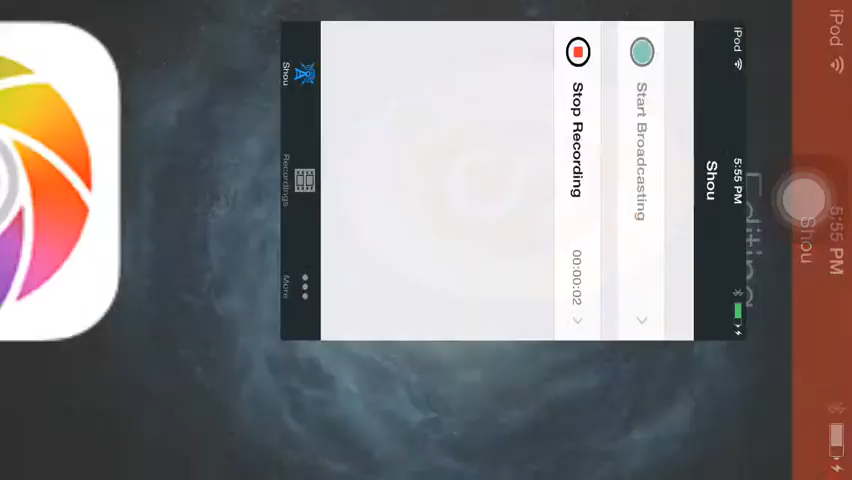 iPod
5:55 PM
Shou
Editing
iPod
5:55 PM
Shou
Start Broadcasting
Stop Recording
00:00:02
Shou
Recordings
More